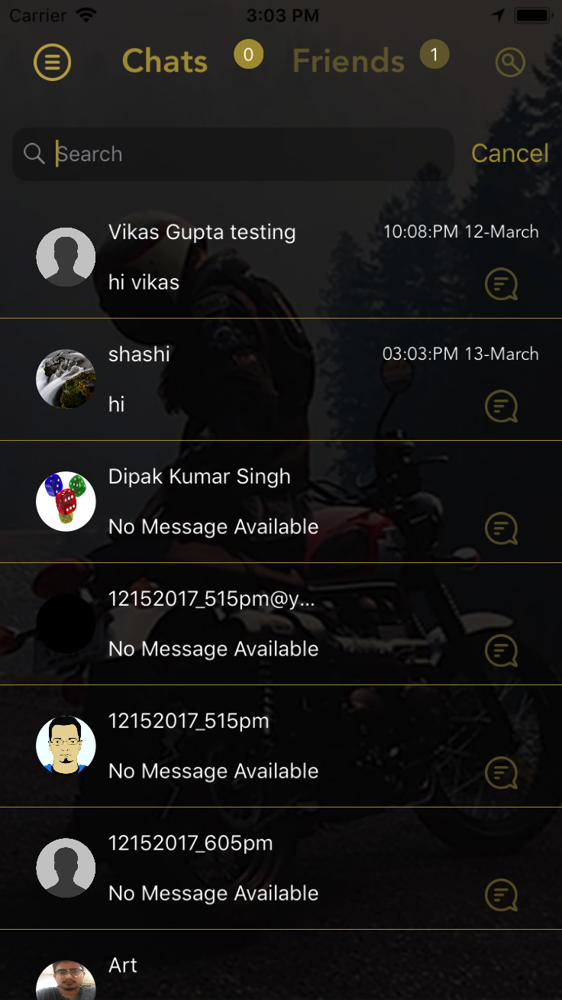 Carrier 3:03 PM
Chats 0 Friends 1
Search Cancel
Vikas Gupta testing 10:08:PM 12-March
hi vikas
shashi 03:03:PM 13-March
hi
Dipak Kumar Singh
No Message Available
12152017_515pm@y...
No Message Available
12152017_515pm
No Message Available
12152017_605pm
No Message Available
Art